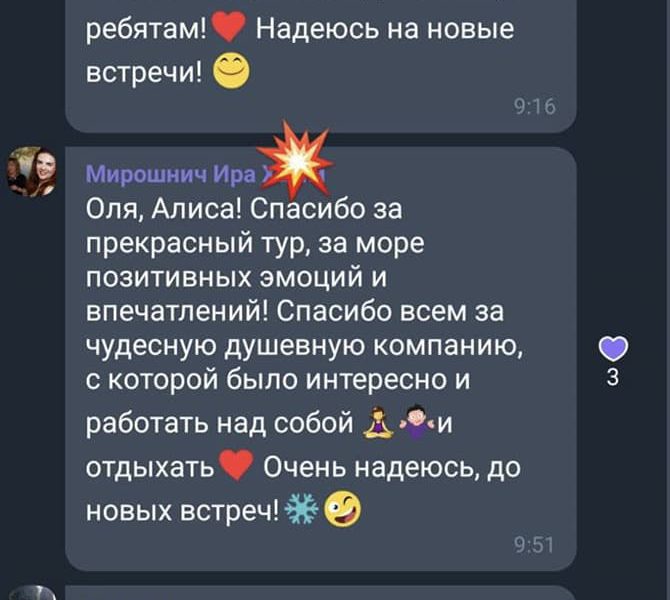 ребятам!❤️ Надеюсь на новые
встречи! 😊
9:16
Мирошнич Ира
Оля, Алиса! Спасибо за
прекрасный тур, за море
позитивных эмоций и
впечатлений! Спасибо всем за
чудесную душевную компанию,
с которой было интересно и
работать над собой 🧘‍♀️🤷‍♂️и
отдыхать❤️ Очень надеюсь, до
новых встреч!❄️😜
3
9:51